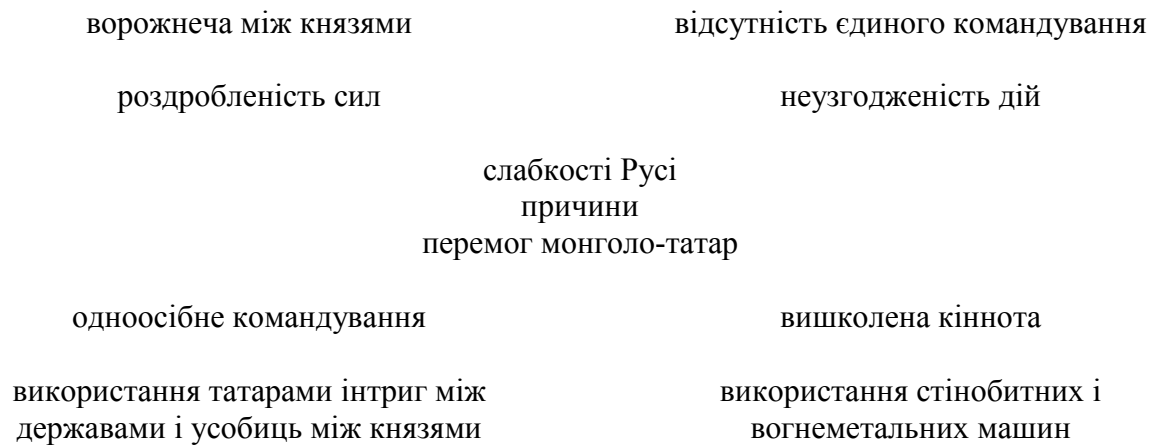 ворожнеча між князями
відсутність єдиного командування
роздробленість сил
неузгодженість дій
слабкості Русі
причини
перемог монголо-татар
одноосібне командування
вишколена кіннота
використання татарами інтриг між
державами і усобиць між князями
використання стінобитних і
вогнеметальних машин